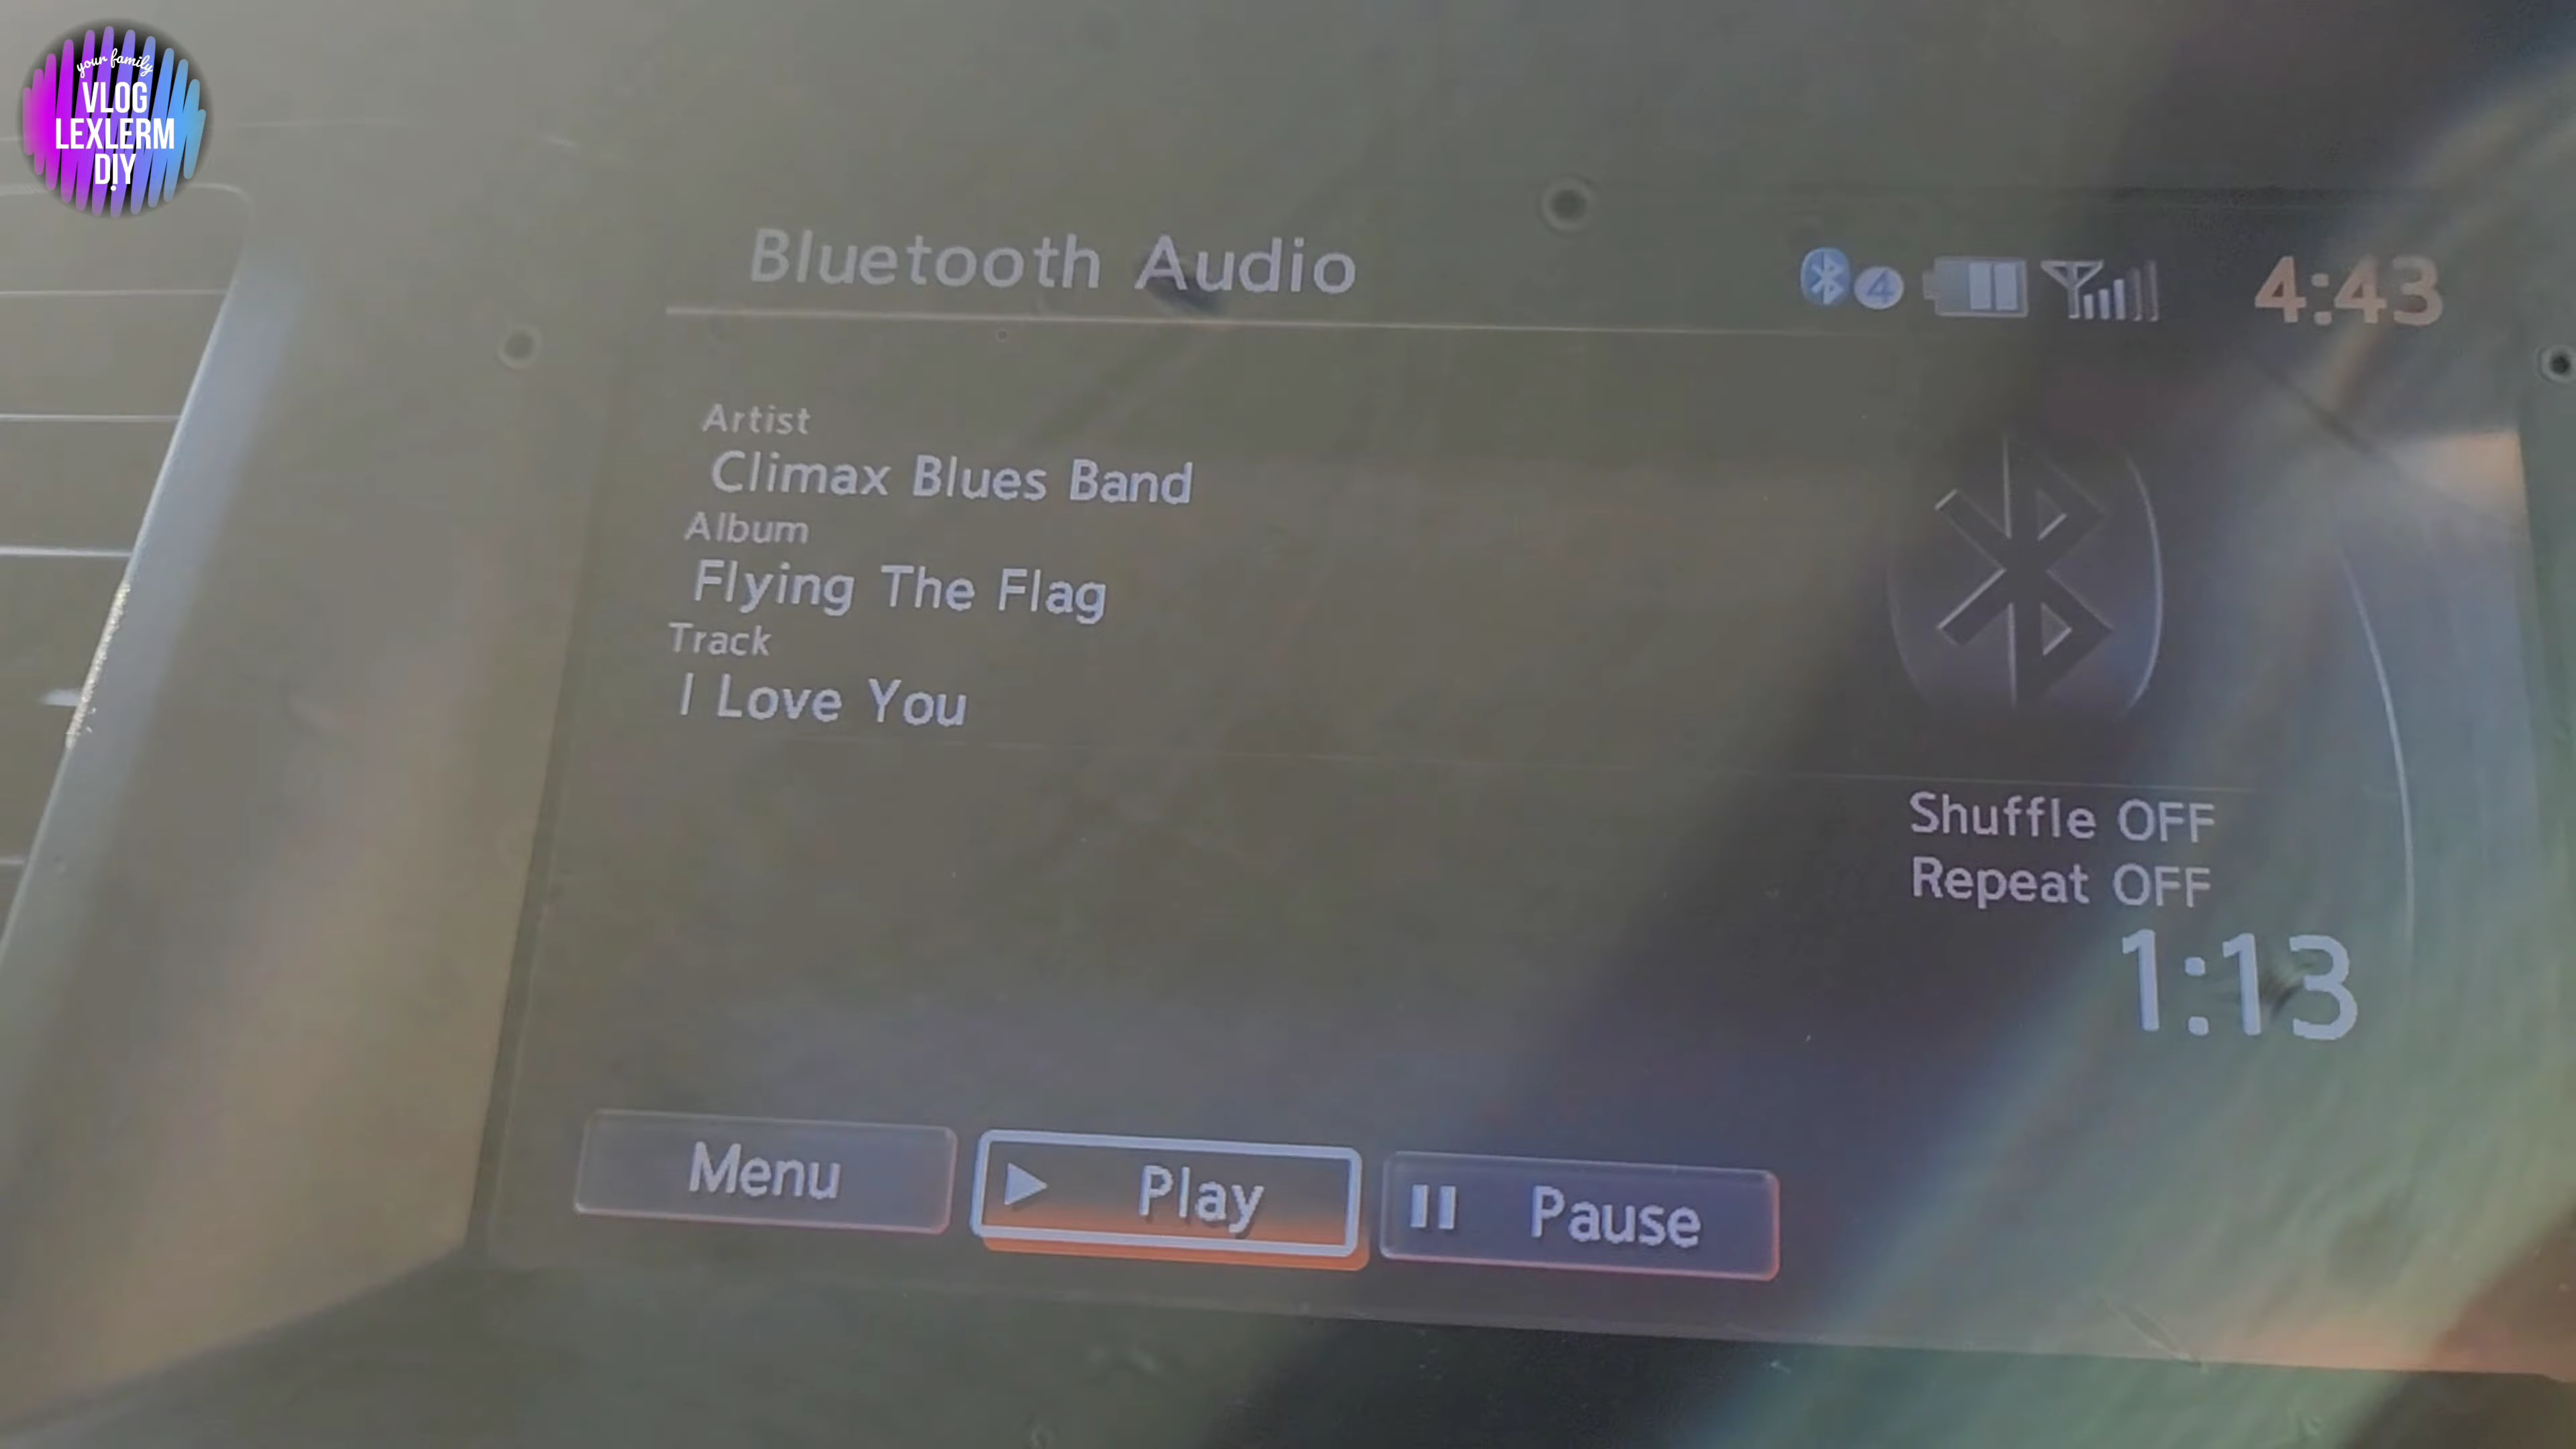 your family
VLOG
LEXLERM
DIY
Bluetooth Audio
4
4:43
Artist
Climax Blues Band
Album
Flying The Flag
Track
I Love You
Shuffle OFF
Repeat OFF
1:13
Menu
Play
Pause